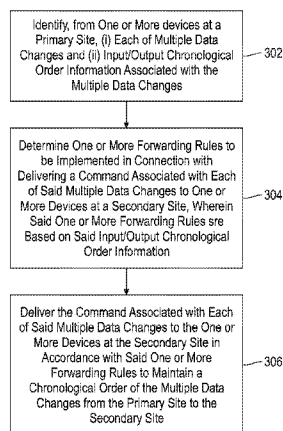 Identify, from One or More devices at a
Primary Site, (i) Each of Multiple Data
Changes and (ii) Input/Output Chronological
Order Information Associated with the
Multiple Data Changes
302
Determine One or More Forwarding Rules to
be Implemented in Connection with
Delivering a Command Associated with Each
of Said Multiple Data Changes to One or
More Devices at a Secondary Site, Wherein
Said One or More Forwarding Rules sre
Based on Said Input/Output Chronological
Order Information
304
Deliver the Command Associated with Each
of Said Multiple Data Changes to the One or
More Devices at the Secondary Site in
Accordance with Said One or More
Forwarding Rules to Maintain a
Chronological Order of the Multiple Data
Changes from the Primary Site to the
Secondary Site
306